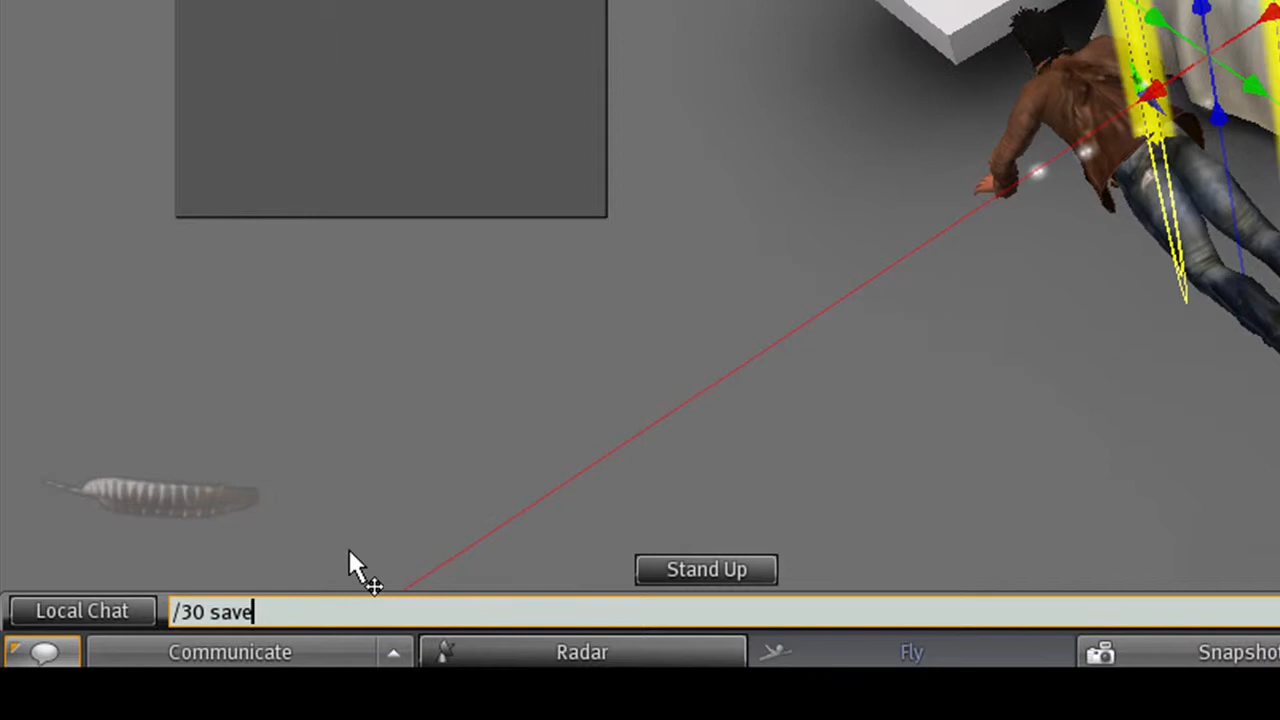 Stand Up
Local Chat
/30 save
Communicate
Radar
Fly
Snapshot